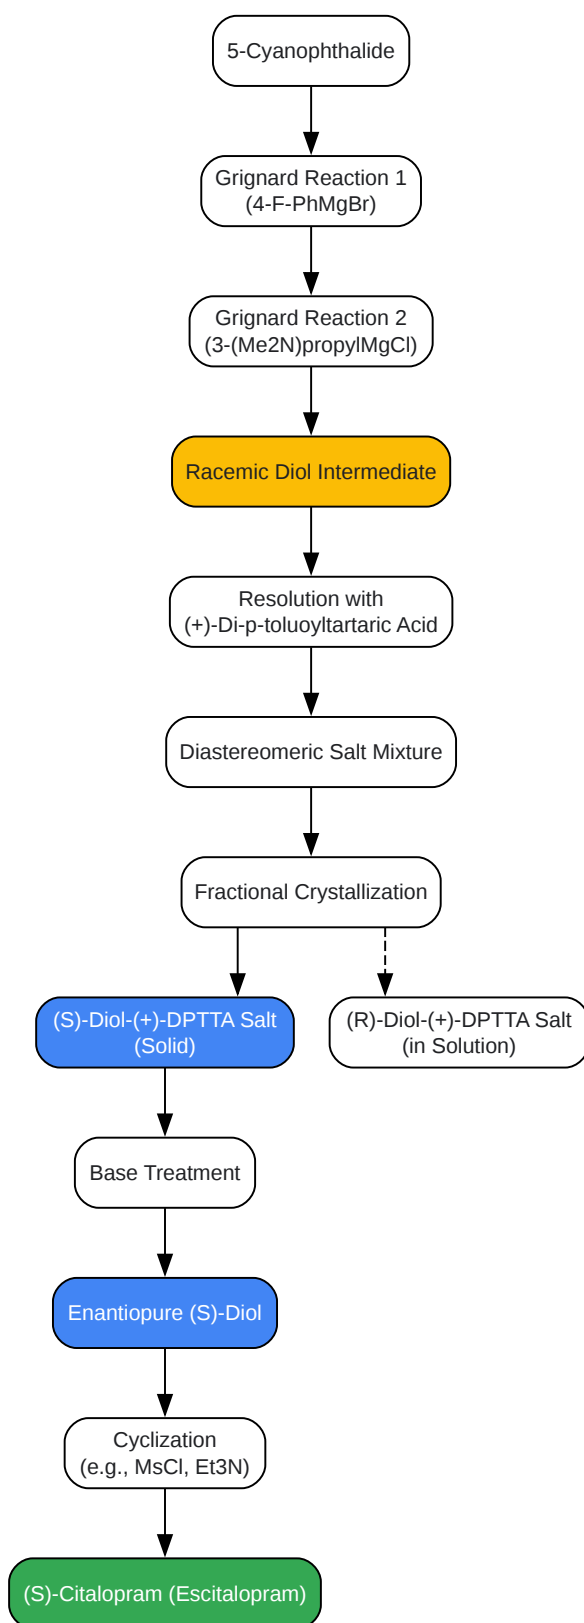 5-Cyanophthalide
Grignard Reaction 1
(4-F-PhMgBr)
Grignard Reaction 2
(3-(Me2N)propylMgCl)
Racemic Diol Intermediate
Resolution with
(+)-Di-p-toluoyltartaric Acid
Diastereomeric Salt Mixture
Fractional Crystallization
(S)-Diol-(+)-DPTTA Salt
(Solid)
(R)-Diol-(+)-DPTTA Salt
(in Solution)
Base Treatment
Enantiopure (S)-Diol
Cyclization
(e.g., MsCl, Et3N)
(S)-Citalopram (Escitalopram)